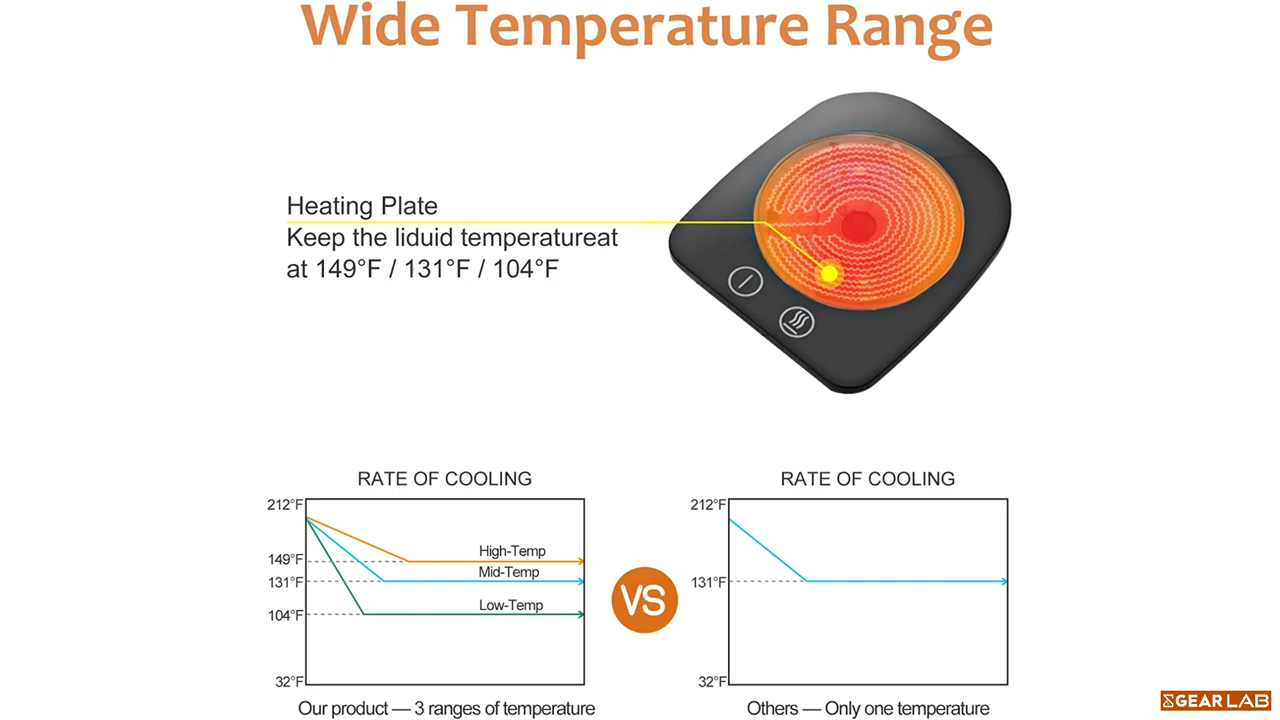 Wide Temperature Range
Heating Plate
Keep the liduid temperatureat
at 149°F / 131°F / 104°F
RATE OF COOLING
212°F
149°F
131°F
104°F
32°F
High-Temp
Mid-Temp
Low-Temp
Our product — 3 ranges of temperature
VS
RATE OF COOLING
212°F
131°F
32°F
Others — Only one temperature
GEARLAB